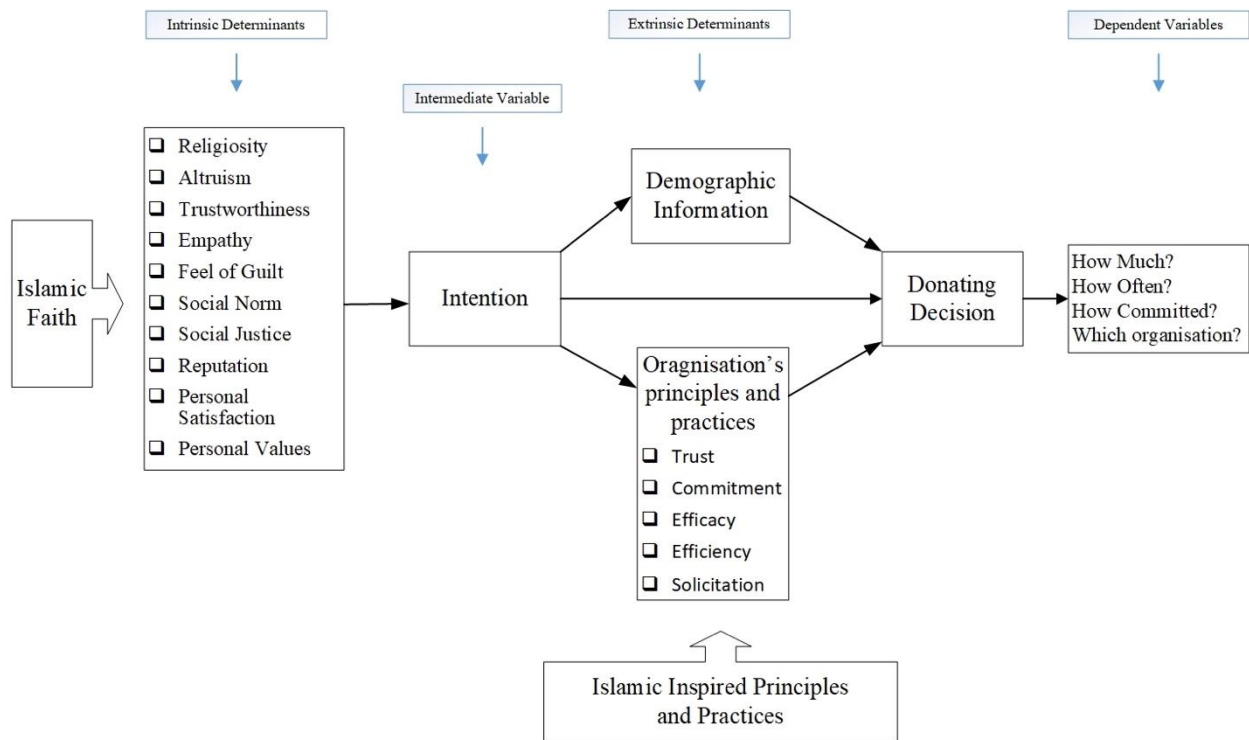 Intrinsic Determinants
Extrinsic Determinants
Dependent Variables
Intermediate Variable
Islamic
Faith
Religiosity
Altruism
Trustworthiness
Empathy
Feel of Guilt
Social Norm
Social Justice
Reputation
Personal
Satisfaction
Personal Values
Intention
Demographic
Information
Oragnisation’s
principles and
practices
Trust
Commitment
Efficacy
Efficiency
Solicitation
Donating
Decision
How Much?
How Often?
How Committed?
Which organisation?
Islamic Inspired Principles
and Practices